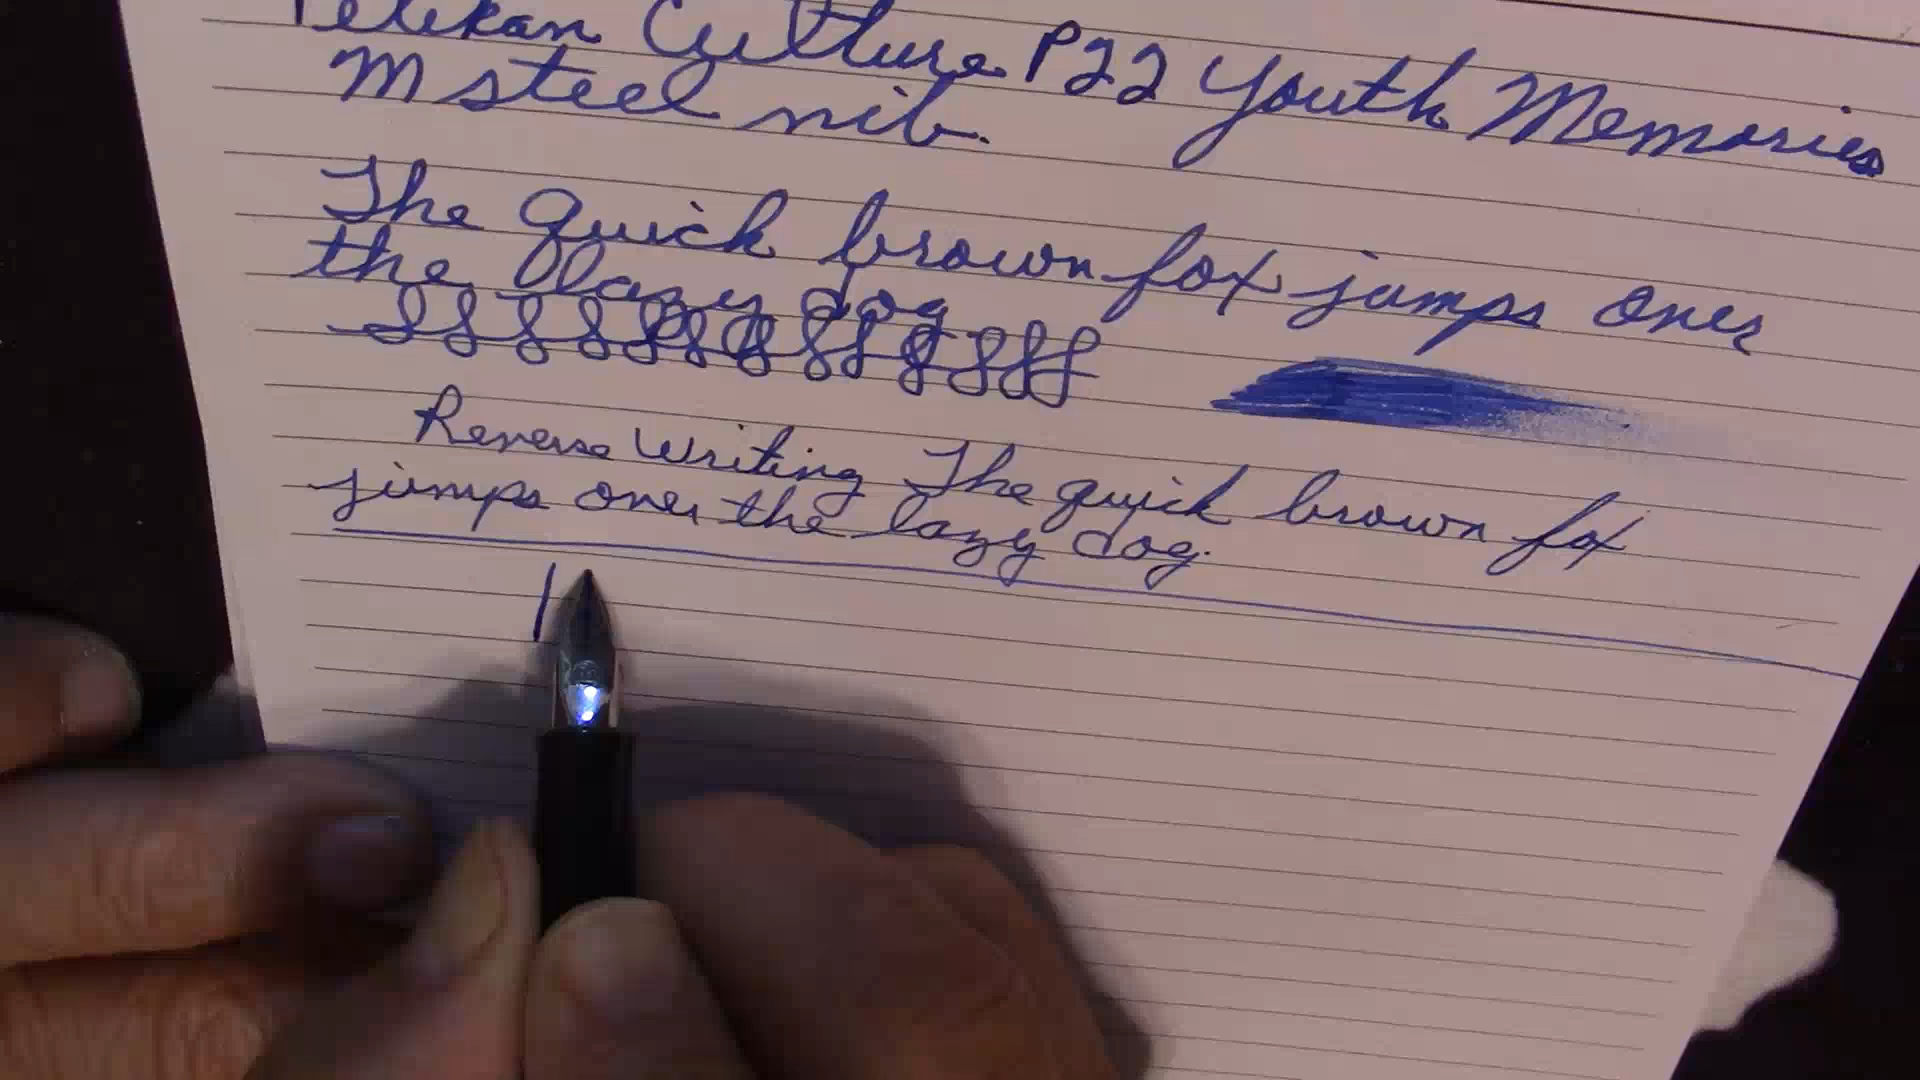 Pelikan Culture P22 Youth Memories
M steel nib.
The quick brown fox jumps over
the lazy dog
Reverse Writing The quick brown fox
jumps over the lazy dog.